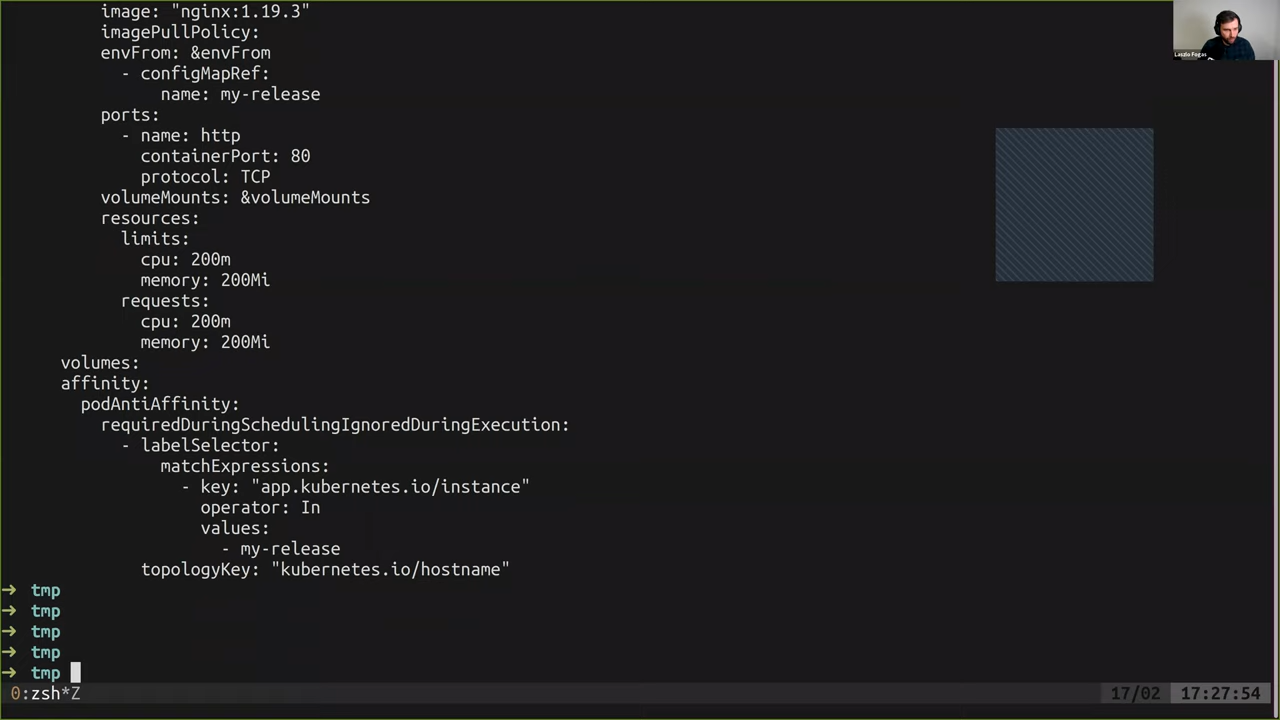 image: "nginx:1.19.3"
imagePullPolicy:
envFrom: &envFrom
- configMapRef:
name: my-release
ports:
- name: http
containerPort: 80
protocol: TCP
volumeMounts: &volumeMounts
resources:
limits:
cpu: 200m
memory: 200Mi
requests:
cpu: 200m
memory: 200Mi
volumes:
affinity:
podAntiAffinity:
requiredDuringSchedulingIgnoredDuringExecution:
- labelSelector:
matchExpressions:
- key: "app.kubernetes.io/instance"
operator: In
values:
- my-release
topologyKey: "kubernetes.io/hostname"
➜ tmp
➜ tmp
➜ tmp
➜ tmp
➜ tmp
0:zsh*Z 17/02 17:27:54
Laszlo Fogas